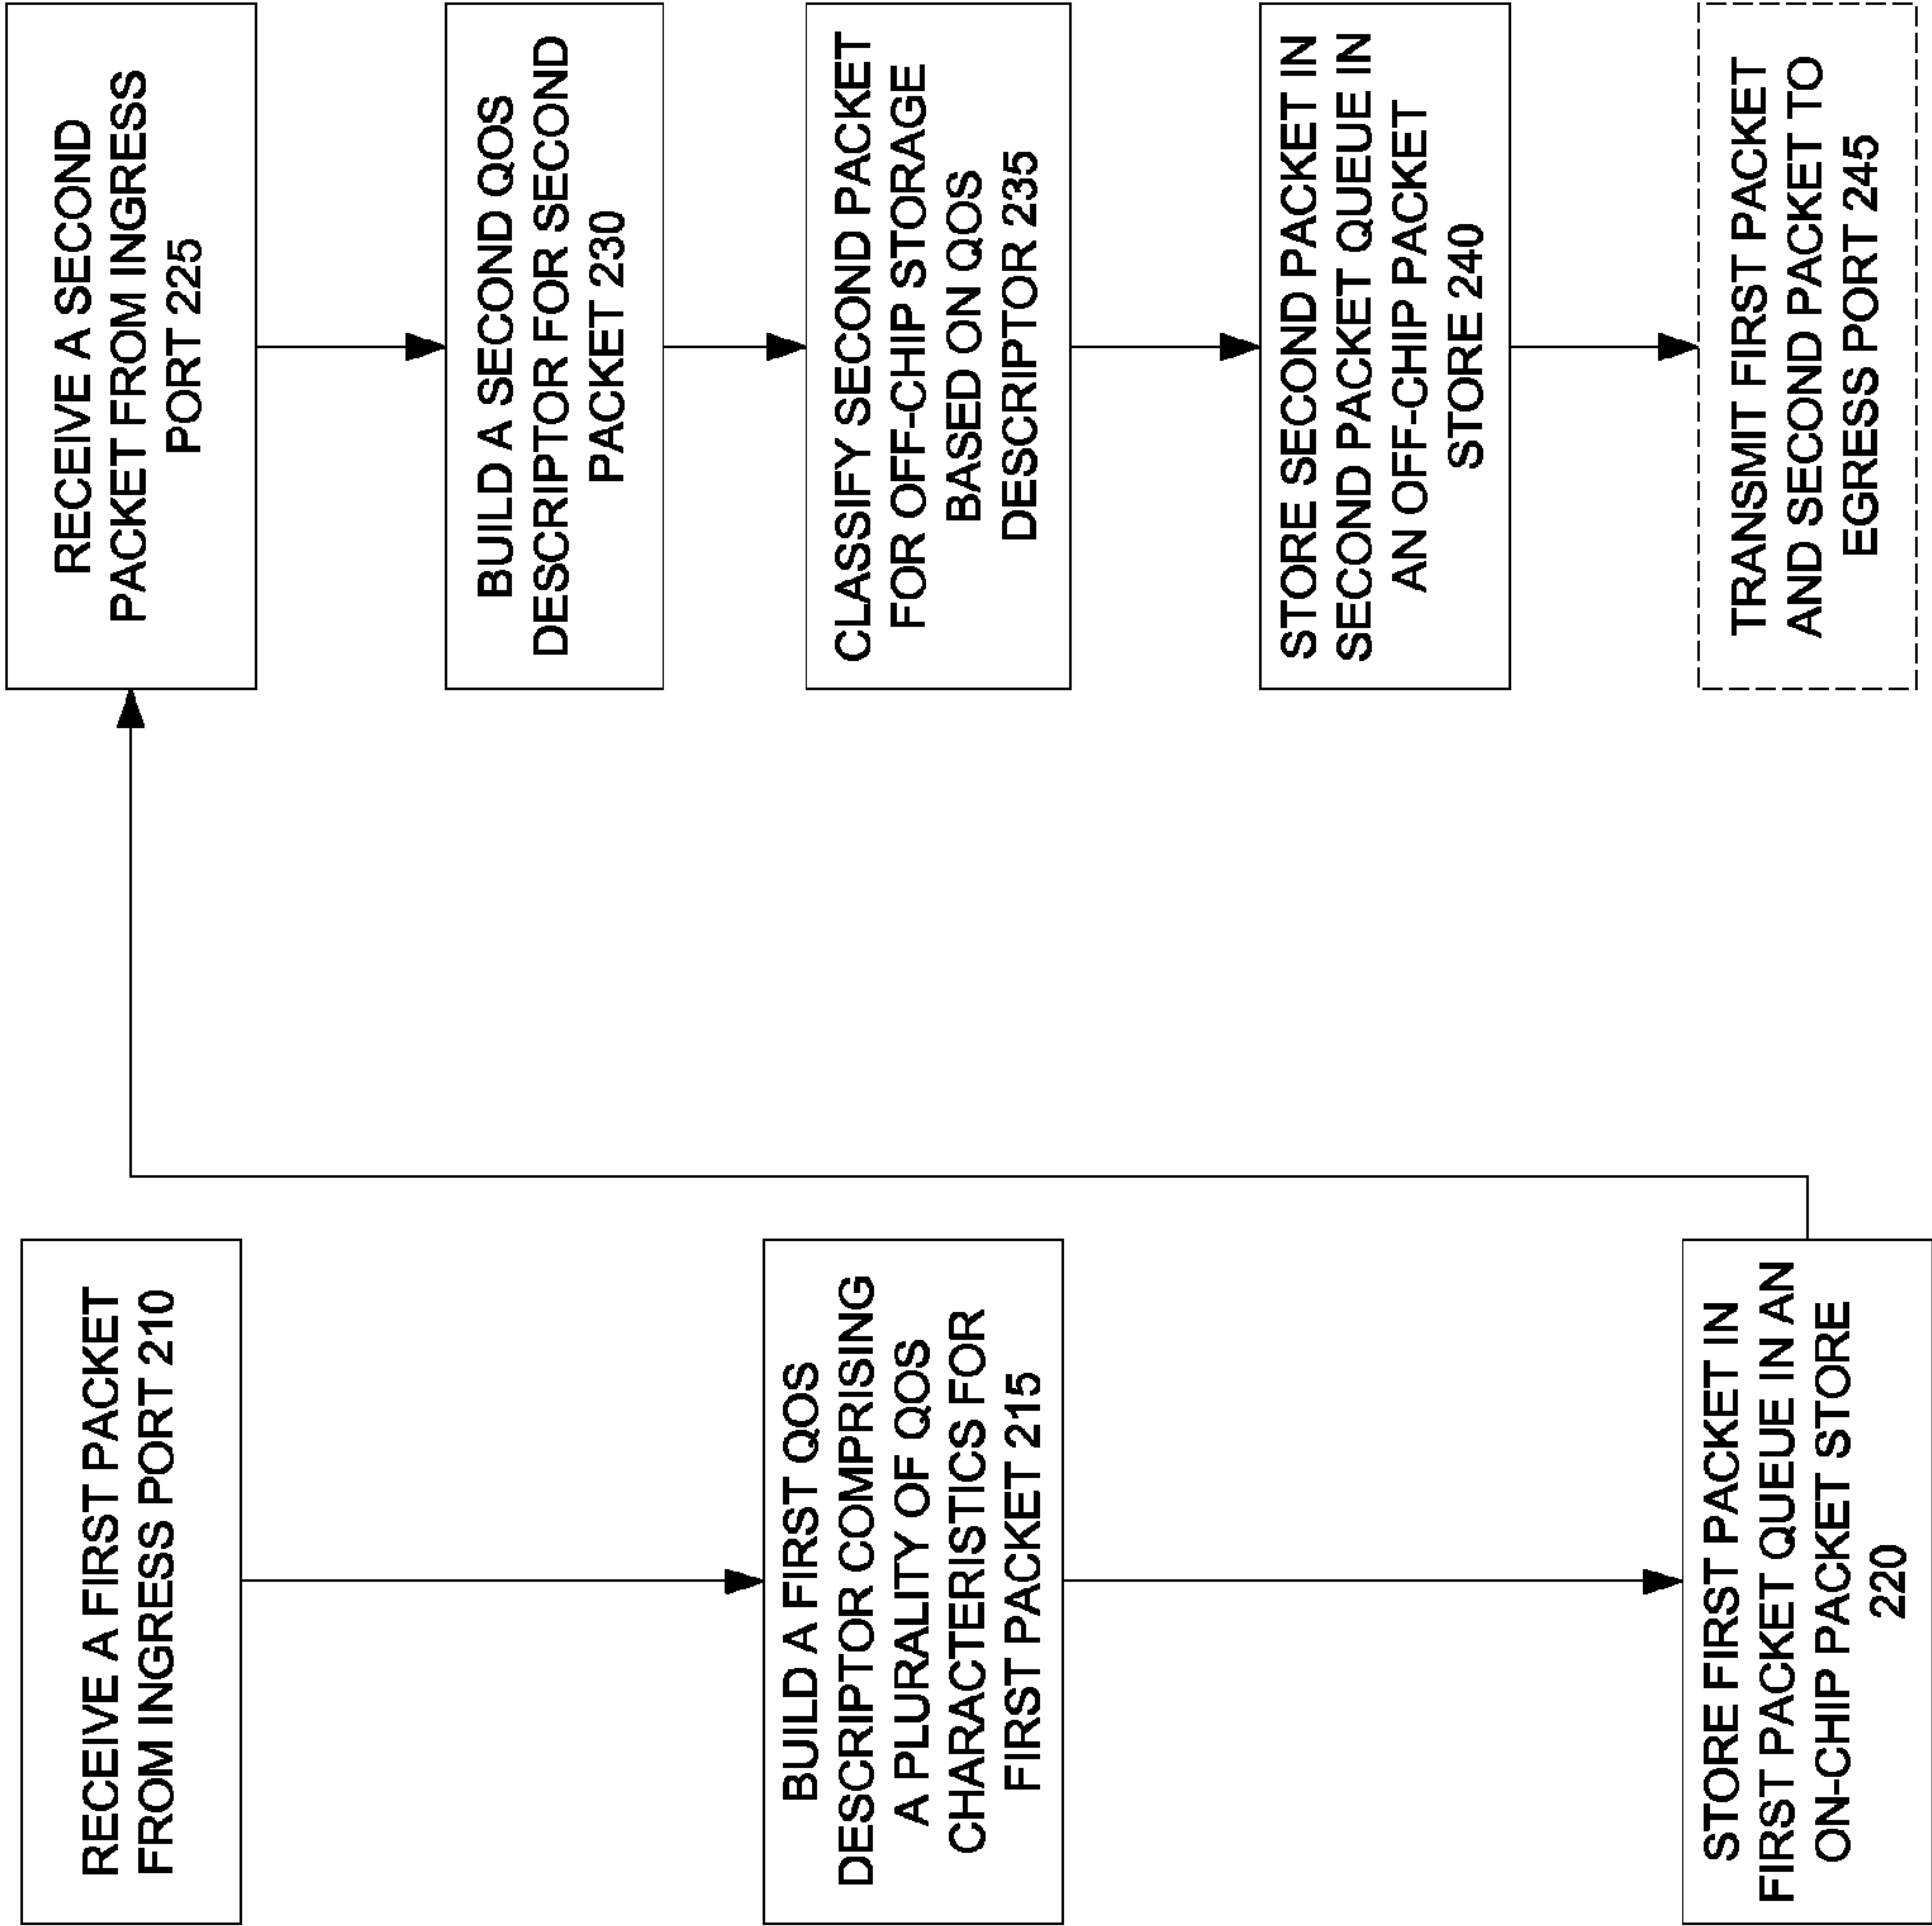 RECEIVE A FIRST PACKET
FROM INGRESS PORT 210
BUILD A FIRST QOS
DESCRIPTOR COMPRISING
A PLURALITY OF QOS
CHARACTERISTICS FOR
FIRST PACKET 215
STORE FIRST PACKET IN
FIRST PACKET QUEUE IN AN
ON-CHIP PACKET STORE
220
RECEIVE A SECOND
PACKET FROM INGRESS
PORT 225
BUILD A SECOND QOS
DESCRIPTOR FOR SECOND
PACKET 230
CLASSIFY SECOND PACKET
FOR OFF-CHIP STORAGE
BASED ON QOS
DESCRIPTOR 235
STORE SECOND PACKET IN
SECOND PACKET QUEUE IN
AN OFF-CHIP PACKET
STORE 240
TRANSMIT FIRST PACKET
AND SECOND PACKET TO
EGRESS PORT 245